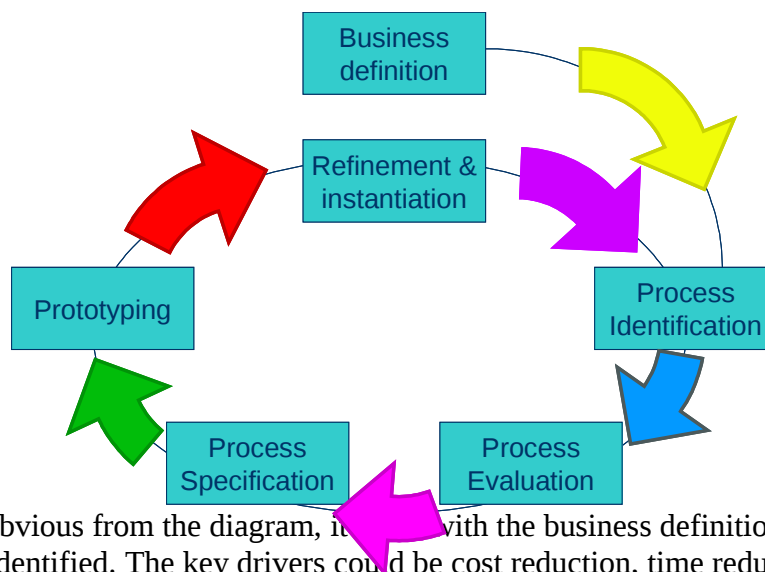 Business
definition
Refinement &
instantiation
Process
Identification
Prototyping
Process
Evaluation
Process
Specification
bvious from the diagram, it with the business definitio
dentified. The key drivers could be cost reduction, time redu